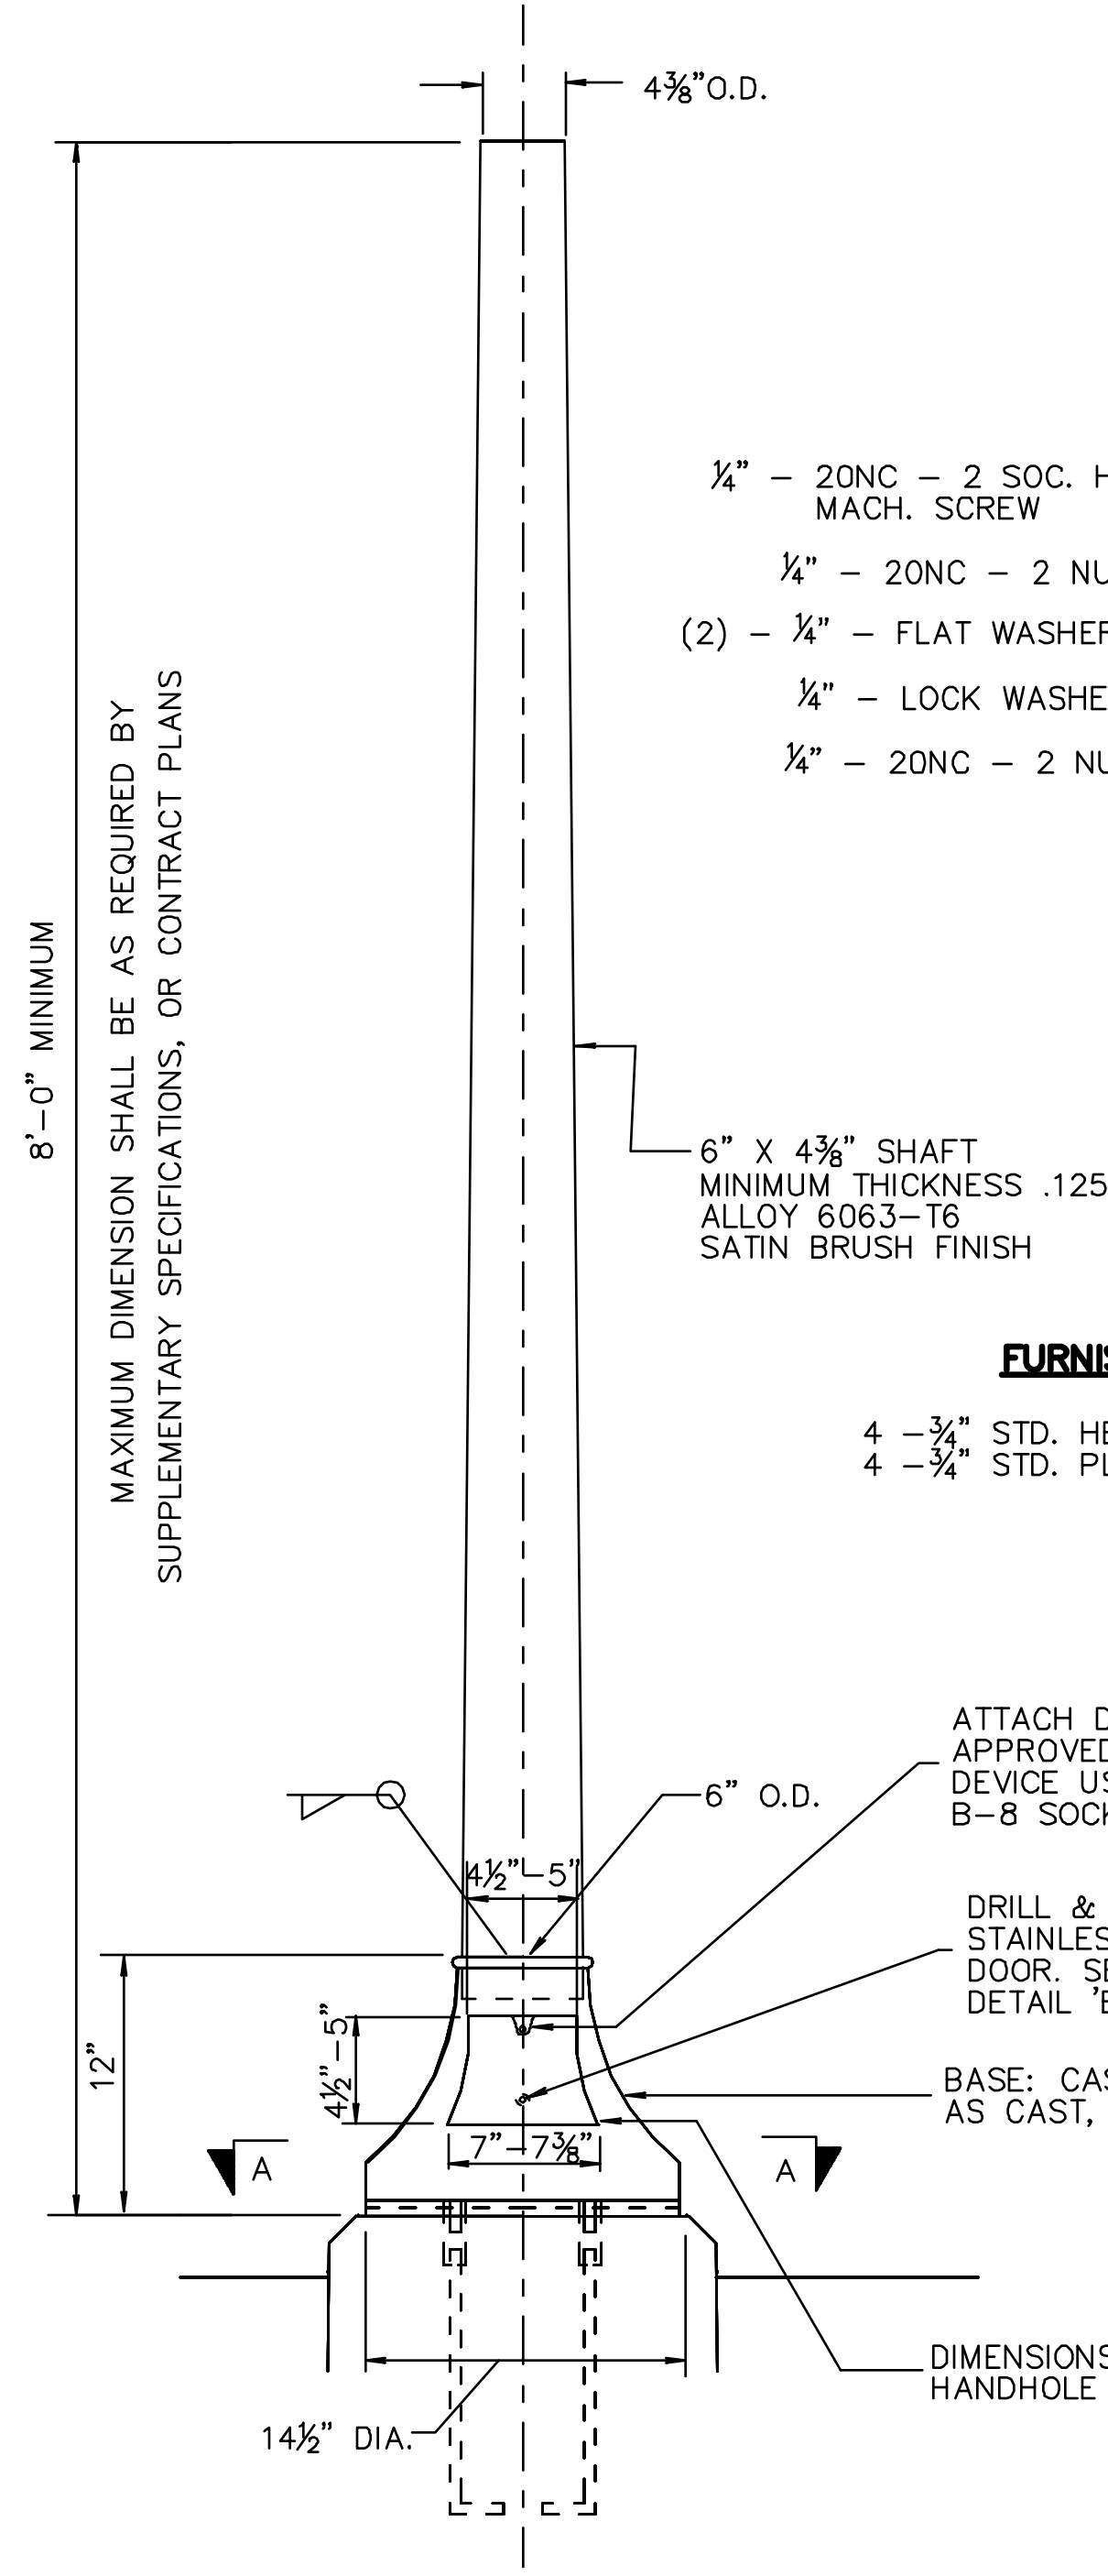 4⅜" O.D.
¼" – 20NC – 2 SOC. H
MACH. SCREW
¼" – 20NC – 2 NU
(2) – ¼" – FLAT WASHER
¼" – LOCK WASHE
¼" – 20NC – 2 NU
8'–0" MINIMUM
MAXIMUM DIMENSION SHALL BE AS REQUIRED BY
SUPPLEMENTARY SPECIFICATIONS, OR CONTRACT PLANS
6" X 4⅜" SHAFT
MINIMUM THICKNESS .125
ALLOY 6063–T6
SATIN BRUSH FINISH
FURNIS
4 –¾" STD. HE
4 –¾" STD. PL
ATTACH D
APPROVED
DEVICE US
B–8 SOCK
6" O.D.
4½"–5"
DRILL &
STAINLES
DOOR. SE
DETAIL 'B
12"
4½"–5"
BASE: CAS
AS CAST,
7"–7⅜"
A
A
DIMENSIONS
HANDHOLE
14½" DIA.